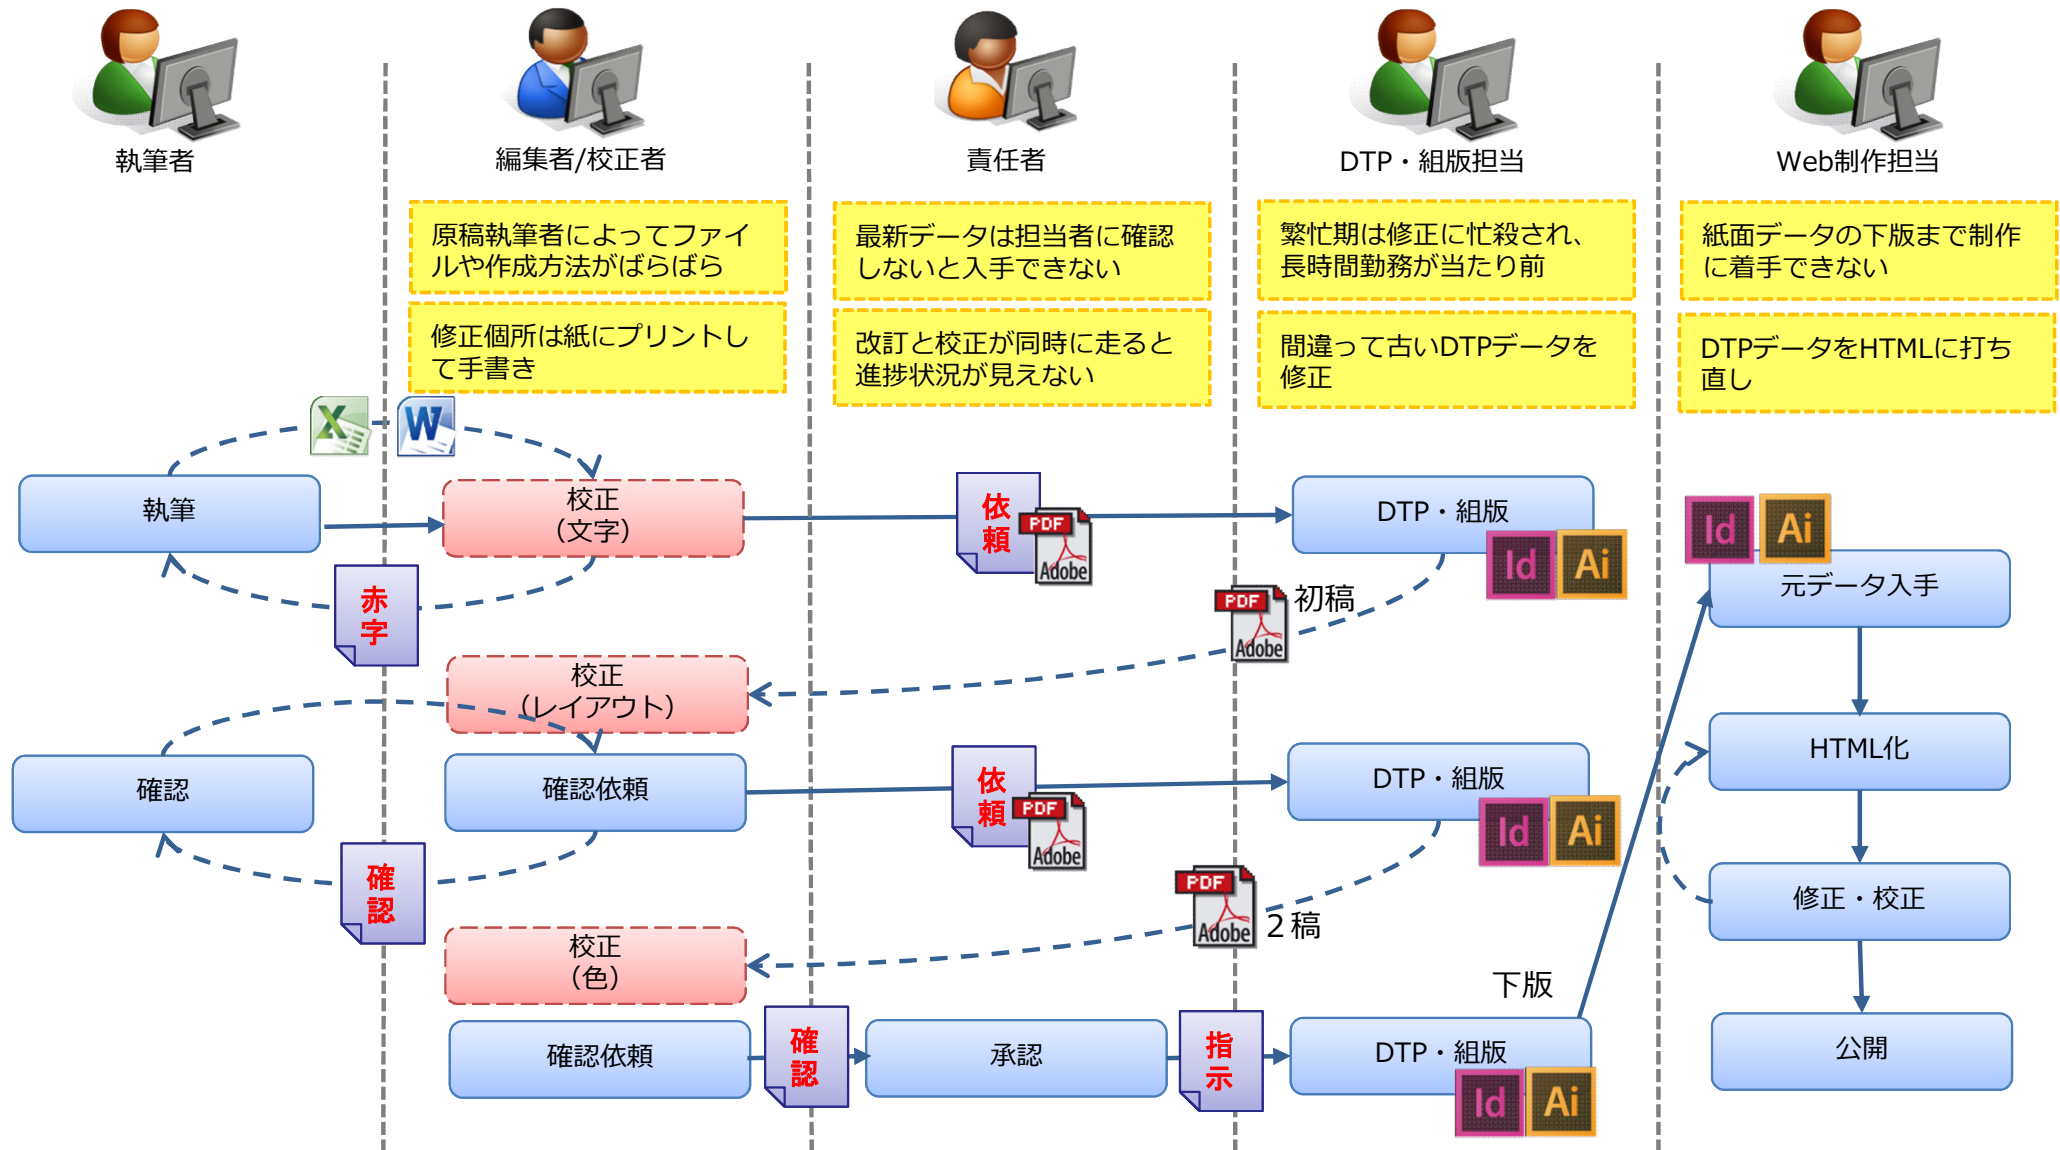 執筆者
編集者/校正者
責任者
DTP・組版担当
Web制作担当
原稿執筆者によってファイ
ルや作成方法がばらばら
修正個所は紙にプリントし
て手書き
最新データは担当者に確認
しないと入手できない
改訂と校正が同時に走ると
進捗状況が見えない
繁忙期は修正に忙殺され、
長時間勤務が当たり前
間違って古いDTPデータを
修正
紙面データの下版まで制作
に着手できない
DTPデータをHTMLに打ち
直し
X
W
執筆
校正
（文字）
依
頼
PDF
Adobe
DTP・組版
Id
Ai
Id
Ai
元データ入手
赤
字
PDF
Adobe
初稿
校正
（レイアウト）
確認
確認依頼
依
頼
PDF
Adobe
DTP・組版
Id
Ai
HTML化
確
認
PDF
Adobe
２稿
修正・校正
校正
（色）
下版
確認依頼
確
認
承認
指
示
DTP・組版
Id
Ai
公開